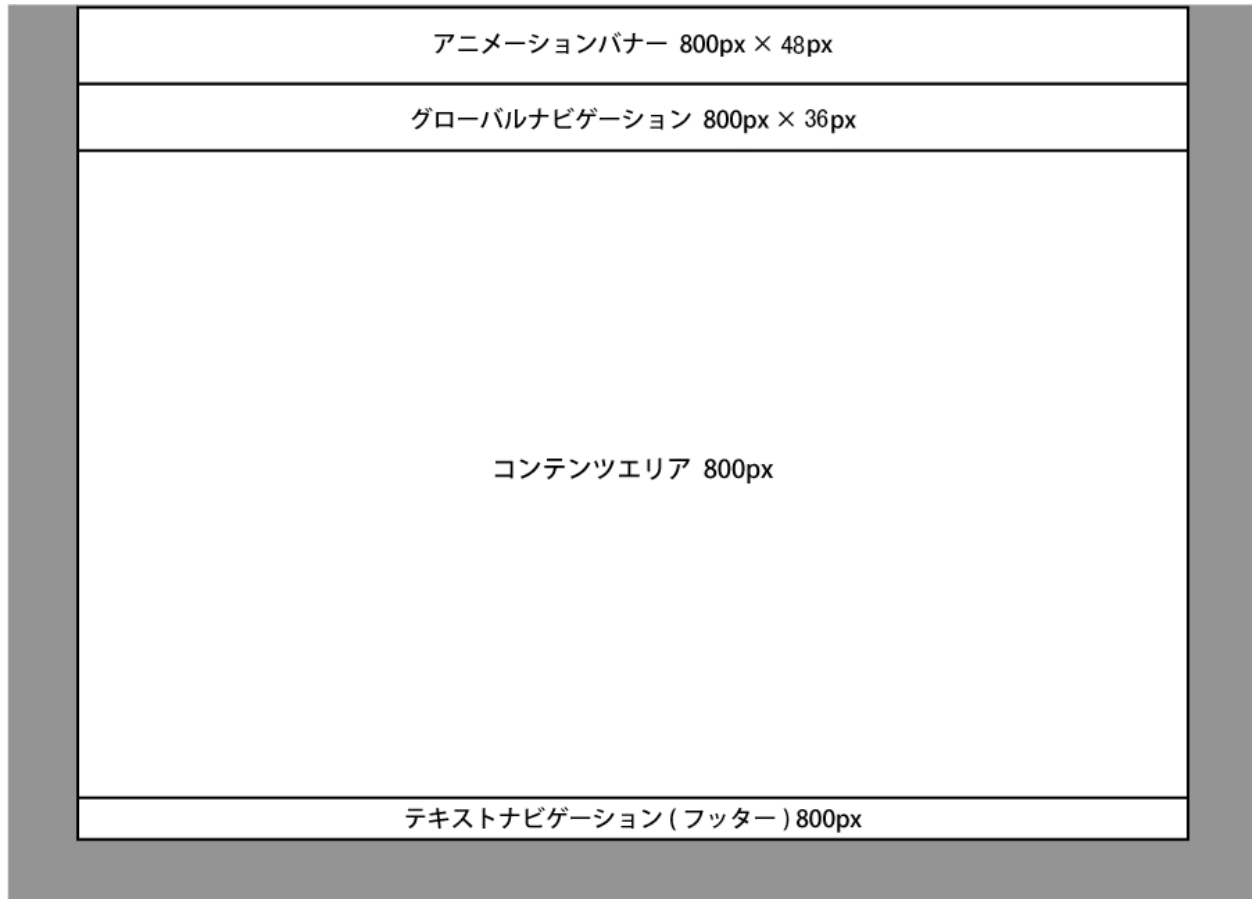 アニメーションバナー 800px × 48px
グローバルナビゲーション 800px × 36px
コンテンツエリア 800px
テキストナビゲーション ( フッター ) 800px